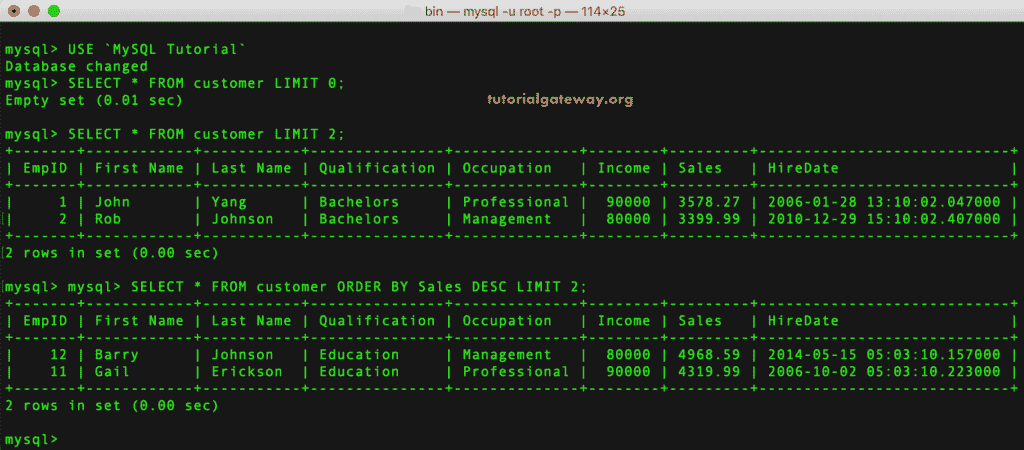 bin — mysql -u root -p — 114×25
mysql> USE `MySQL Tutorial`
Database changed
mysql> SELECT * FROM customer LIMIT 0;
Empty set (0.01 sec)
tutorialgateway.org
mysql> SELECT * FROM customer LIMIT 2;
+-------+------------+-----------+---------------+--------------+--------+---------+----------------------------+
| EmpID | First Name | Last Name | Qualification | Occupation   | Income | Sales   | HireDate                   |
+-------+------------+-----------+---------------+--------------+--------+---------+----------------------------+
|     1 | John       | Yang      | Bachelors     | Professional |  90000 | 3578.27 | 2006-01-28 13:10:02.047000 |
|     2 | Rob        | Johnson   | Bachelors     | Management   |  80000 | 3399.99 | 2010-12-29 15:10:02.407000 |
+-------+------------+-----------+---------------+--------------+--------+---------+----------------------------+
2 rows in set (0.00 sec)
mysql> mysql> SELECT * FROM customer ORDER BY Sales DESC LIMIT 2;
+-------+------------+-----------+---------------+--------------+--------+---------+----------------------------+
| EmpID | First Name | Last Name | Qualification | Occupation   | Income | Sales   | HireDate                   |
+-------+------------+-----------+---------------+--------------+--------+---------+----------------------------+
|    12 | Barry      | Johnson   | Education     | Management   |  80000 | 4968.59 | 2014-05-15 05:03:10.157000 |
|    11 | Gail       | Erickson  | Education     | Professional |  90000 | 4319.99 | 2006-10-02 05:03:10.223000 |
+-------+------------+-----------+---------------+--------------+--------+---------+----------------------------+
2 rows in set (0.00 sec)
mysql>